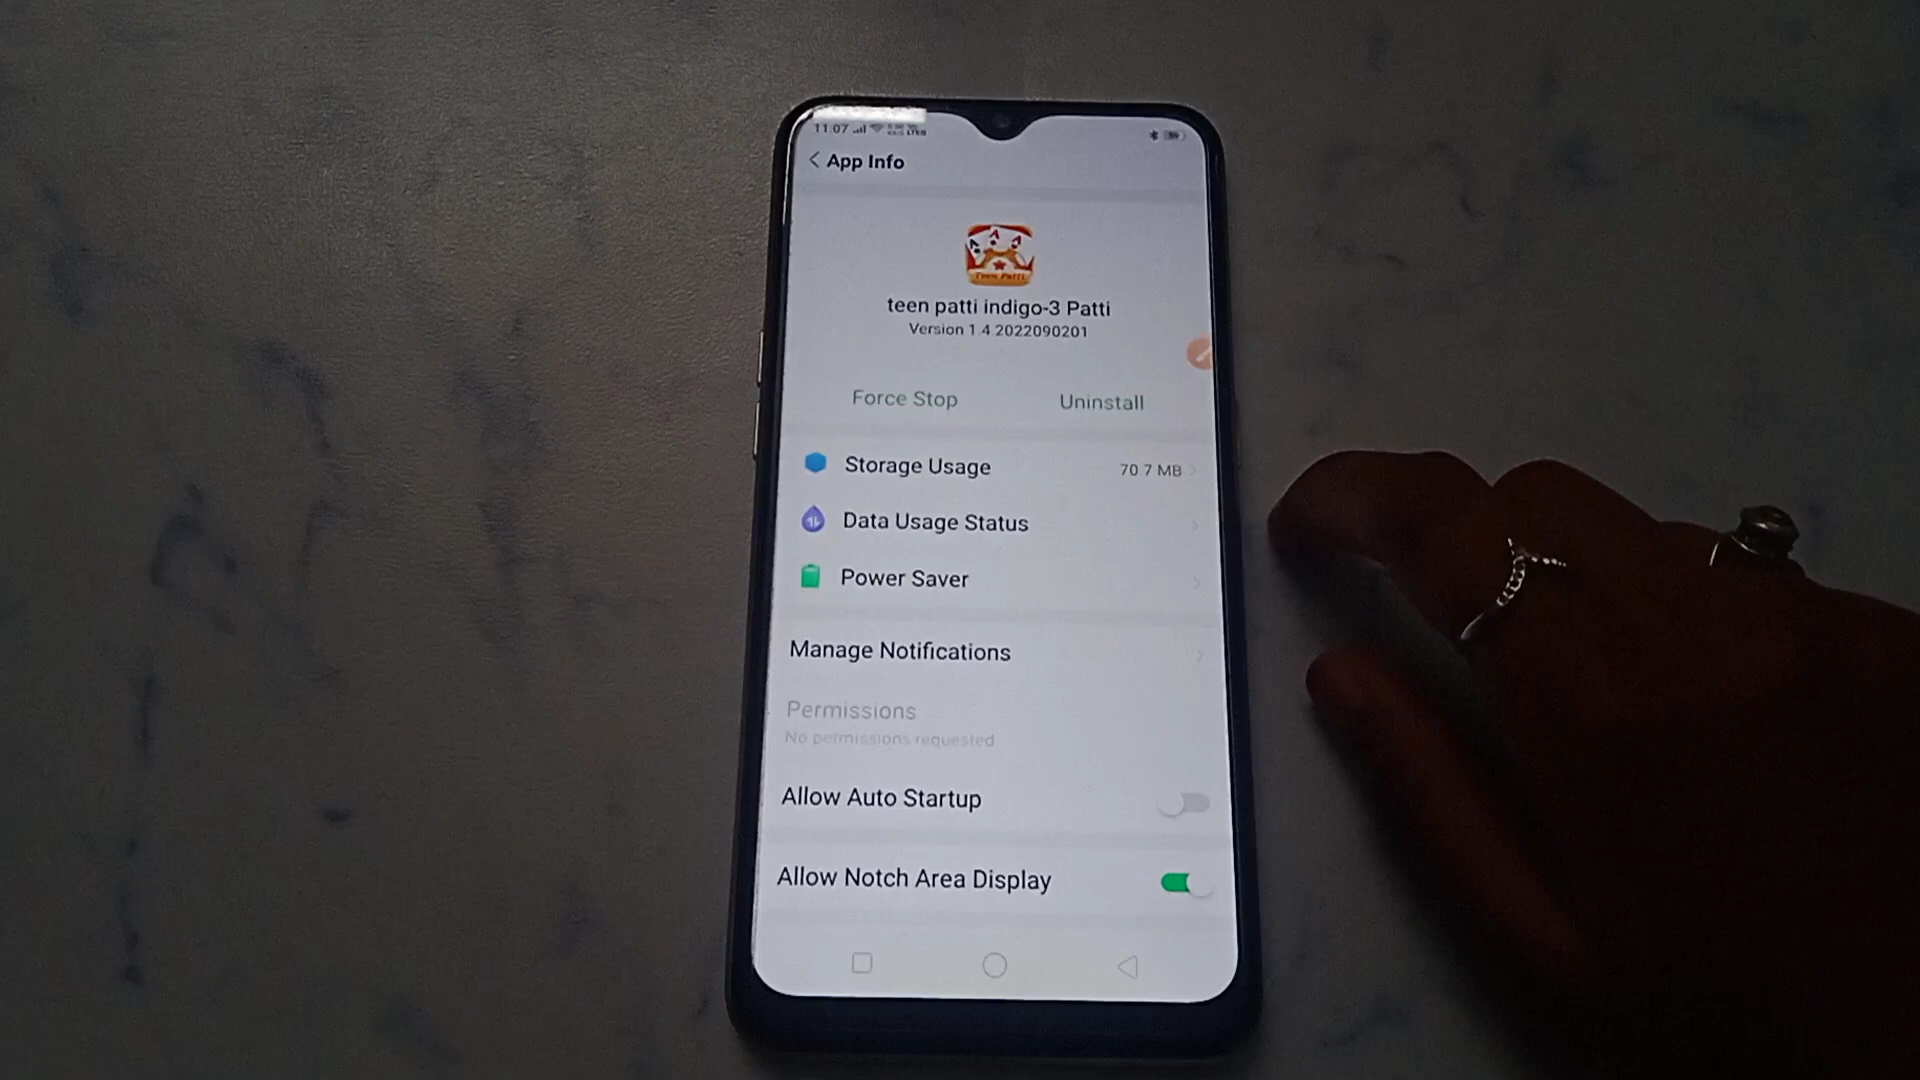 11:07
App Info
Teen Patti
teen patti indigo-3 Patti
Version 1.4.2022090201
Force Stop
Uninstall
Storage Usage
70.7 MB
Data Usage Status
Power Saver
Manage Notifications
Permissions
No permissions requested
Allow Auto Startup
Allow Notch Area Display